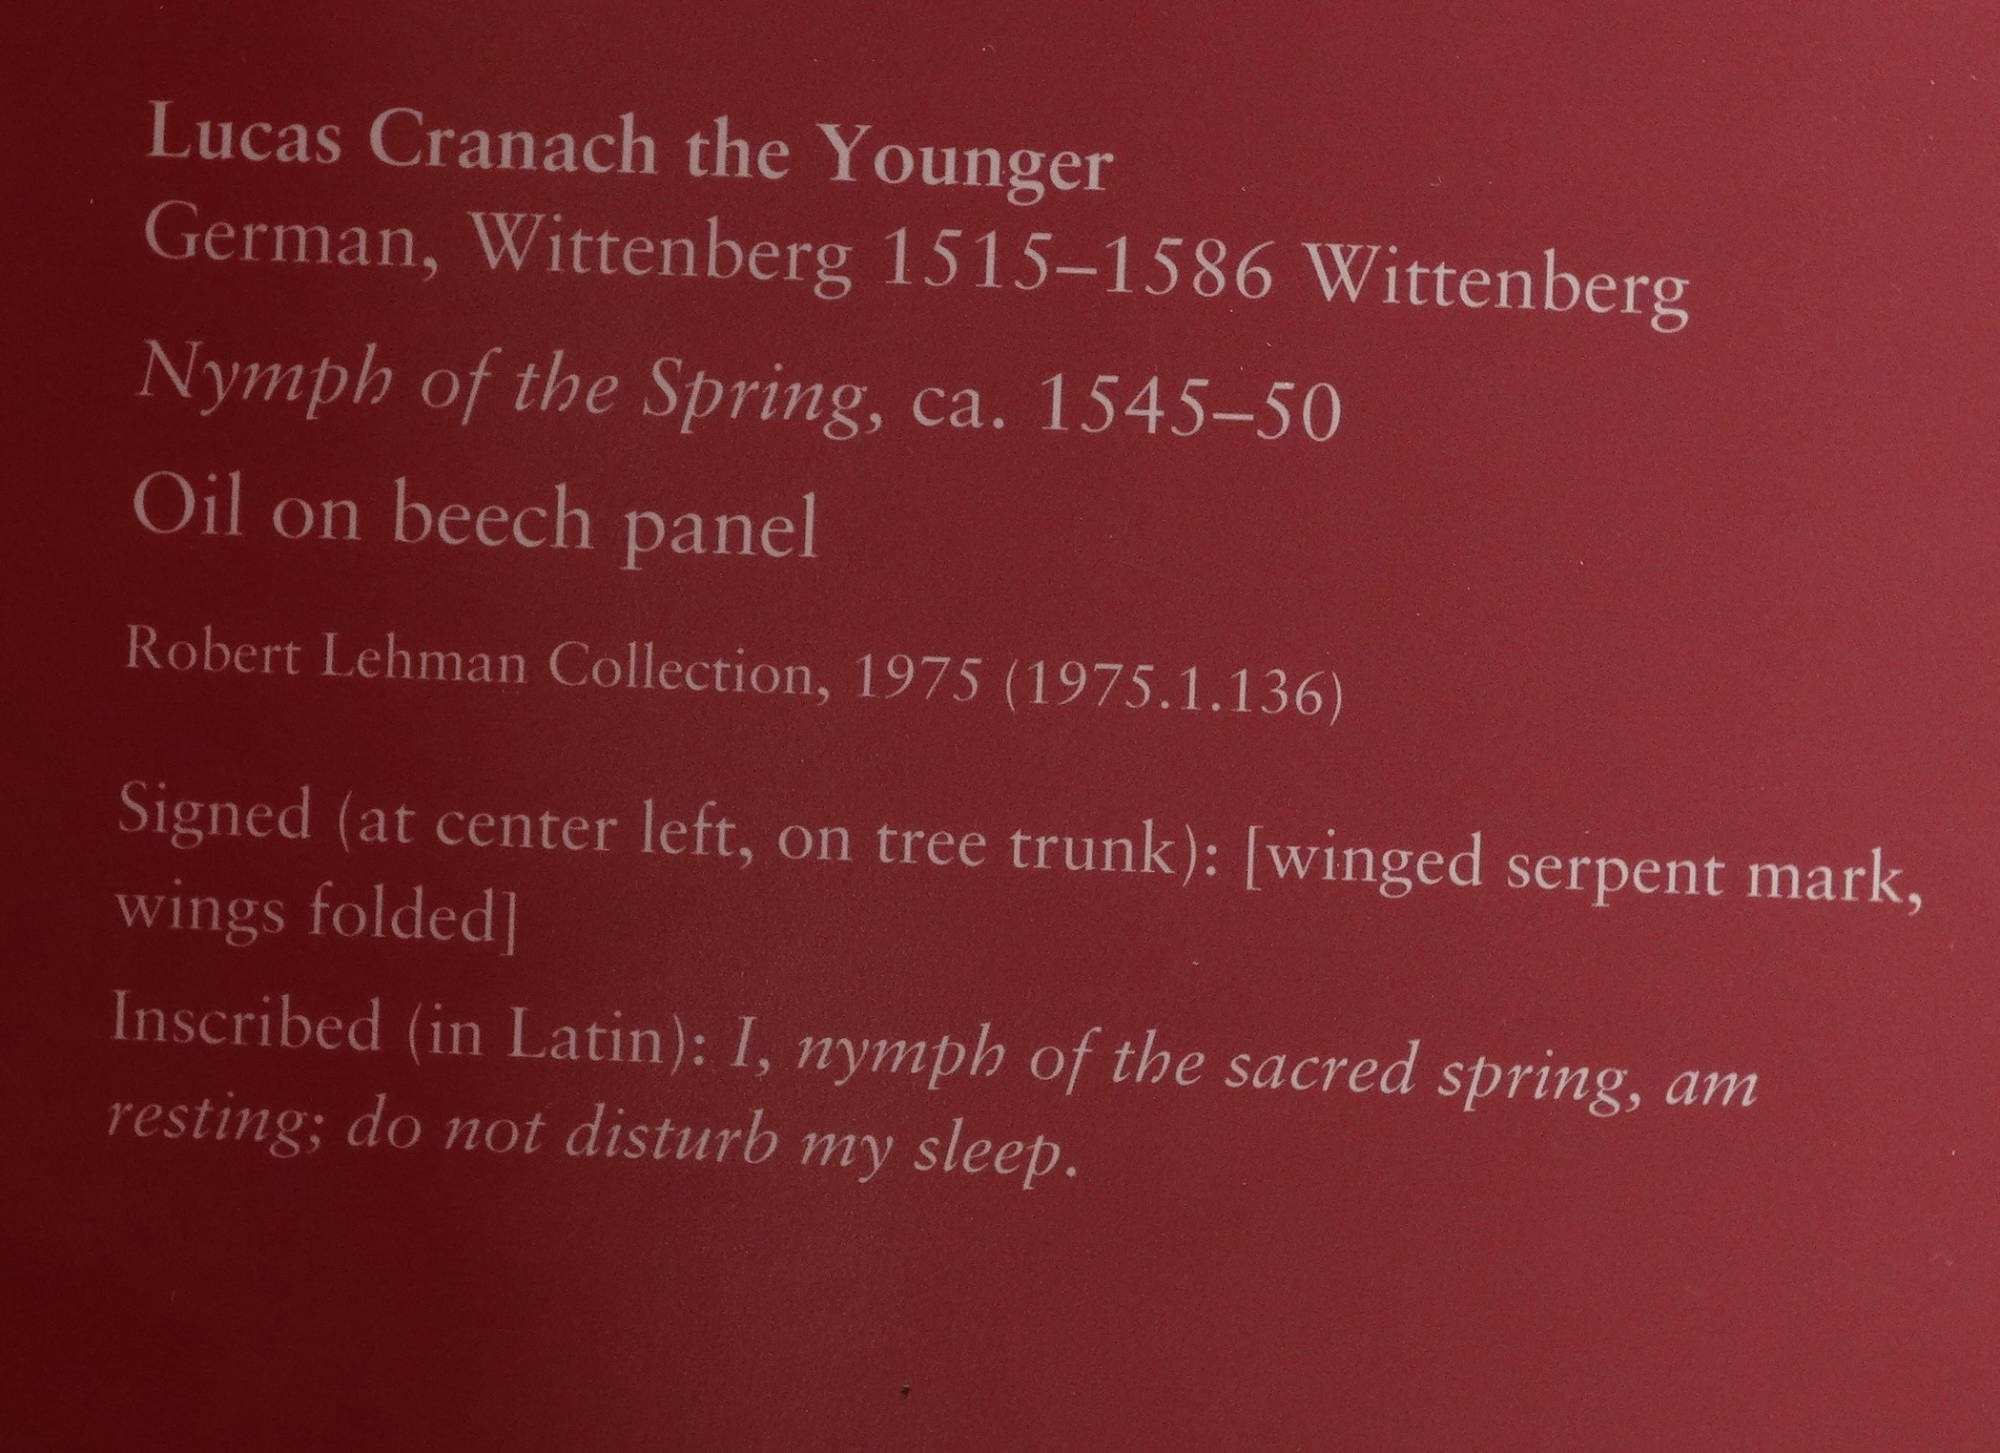 Lucas Cranach the Younger
German, Wittenberg 1515–1586 Wittenberg
Nymph of the Spring, ca. 1545–50
Oil on beech panel
Robert Lehman Collection, 1975 (1975.1.136)
Signed (at center left, on tree trunk): [winged serpent mark,
wings folded]
Inscribed (in Latin): I, nymph of the sacred spring, am
resting; do not disturb my sleep.